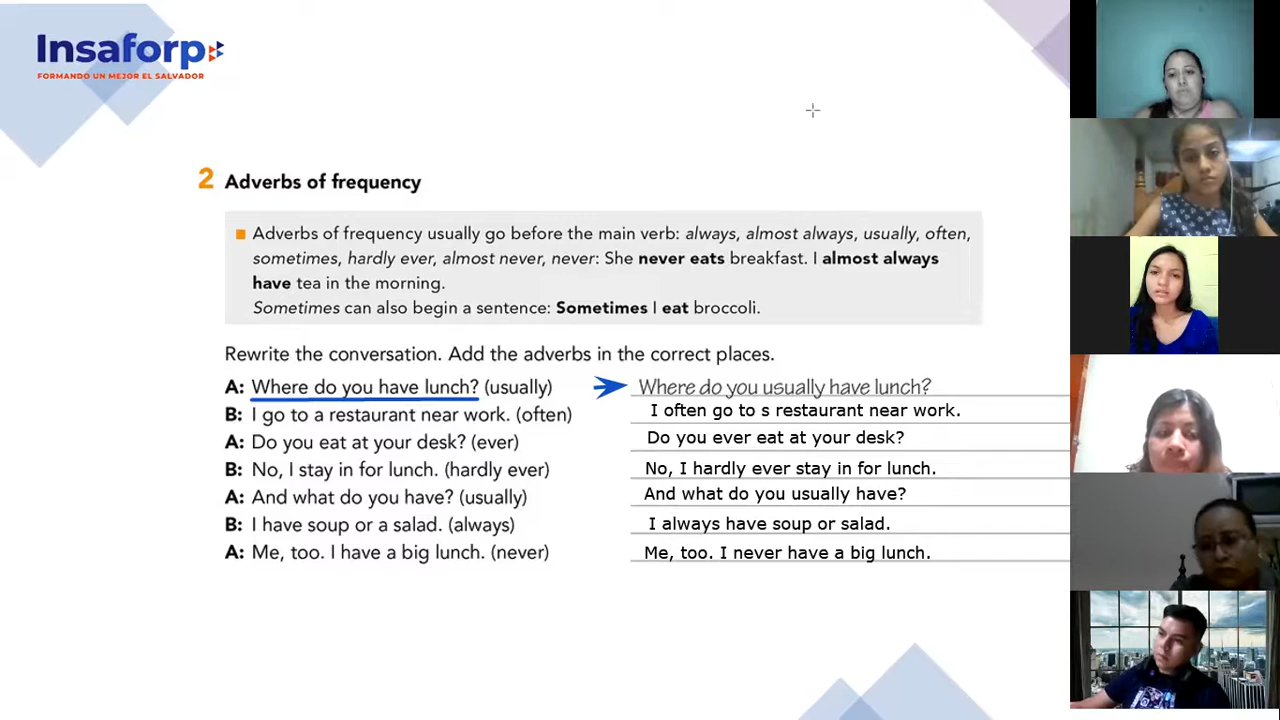 Insaforp
FORMANDO UN MEJOR EL SALVADOR
2 Adverbs of frequency
Adverbs of frequency usually go before the main verb: always, almost always, usually, often,
sometimes, hardly ever, almost never, never: She never eats breakfast. I almost always
have tea in the morning.
Sometimes can also begin a sentence: Sometimes I eat broccoli.
Rewrite the conversation. Add the adverbs in the correct places.
A: Where do you have lunch? (usually)
Where do you usually have lunch?
B: I go to a restaurant near work. (often)
I often go to s restaurant near work.
A: Do you eat at your desk? (ever)
Do you ever eat at your desk?
B: No, I stay in for lunch. (hardly ever)
No, I hardly ever stay in for lunch.
A: And what do you have? (usually)
And what do you usually have?
B: I have soup or a salad. (always)
I always have soup or salad.
A: Me, too. I have a big lunch. (never)
Me, too. I never have a big lunch.